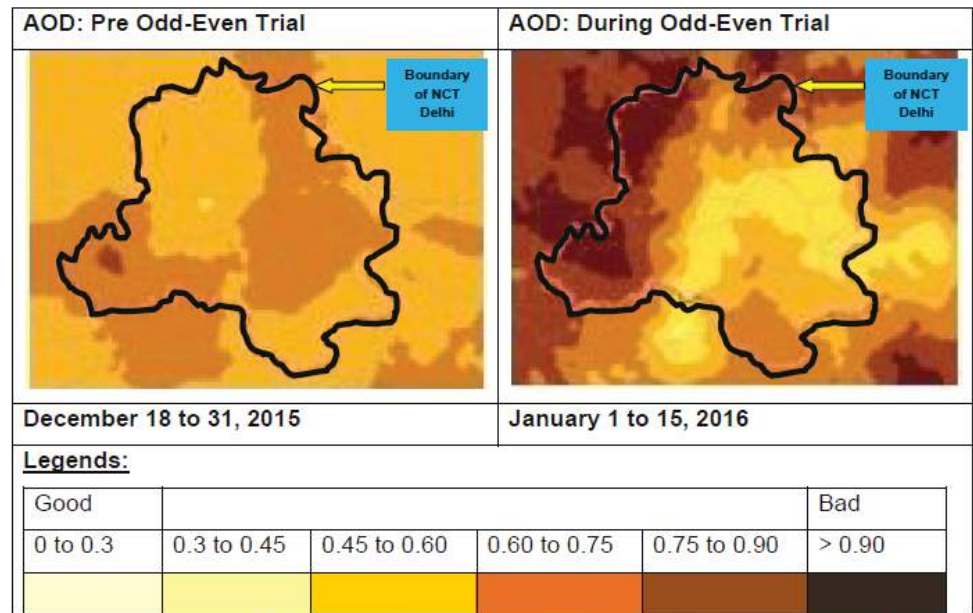 AOD: Pre Odd-Even Trial
AOD: During Odd-Even Trial
Boundary
of NCT
Delhi
Boundary
of NCT
Delhi
December 18 to 31, 2015
January 1 to 15, 2016
Legends:
Good
Bad
0 to 0.3
0.3 to 0.45
0.45 to 0.60
0.60 to 0.75
0.75 to 0.90
> 0.90